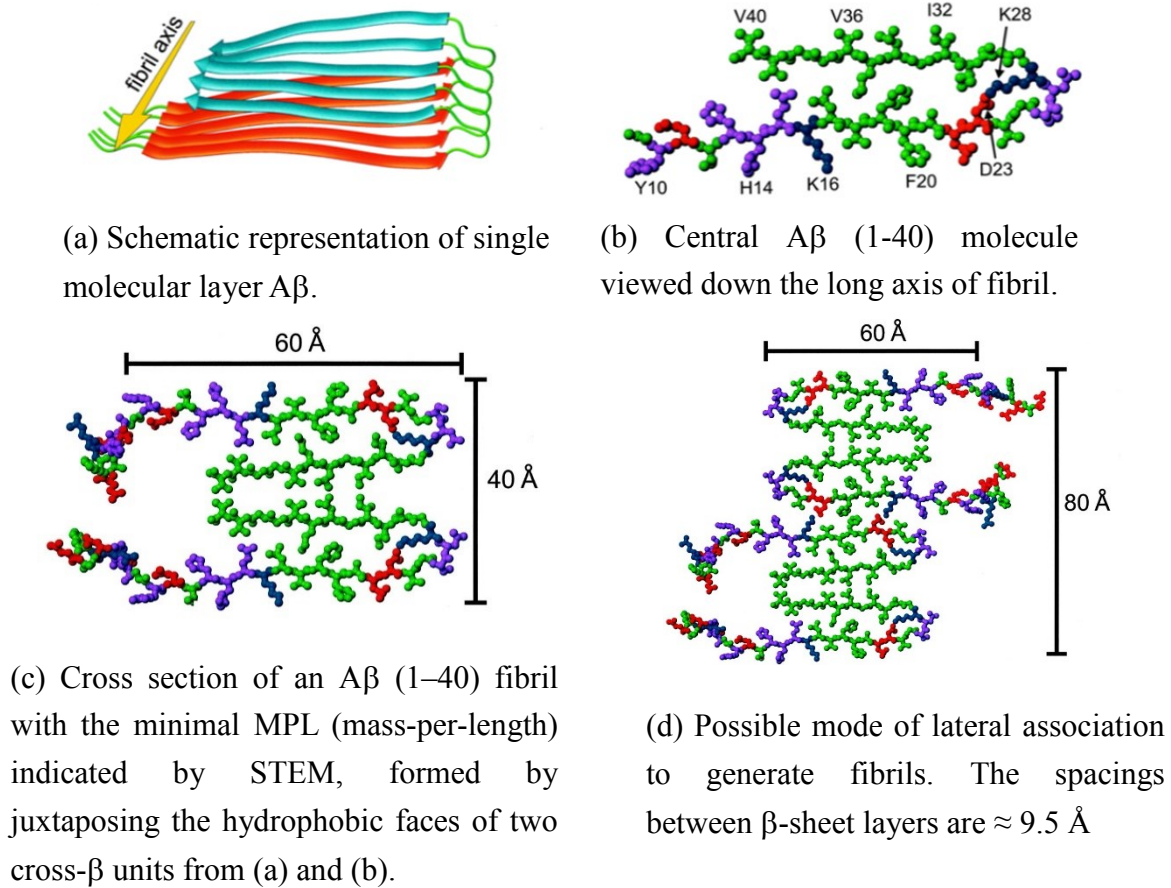 fibril axis
V40 V36 I32 K28
Y10 H14 K16 F20 D23
(a) Schematic representation of single
molecular layer Aβ.
(b) Central Aβ (1-40) molecule
viewed down the long axis of fibril.
60 Å
40 Å
60 Å
80 Å
(c) Cross section of an Aβ (1–40) fibril
with the minimal MPL (mass-per-length)
indicated by STEM, formed by
juxtaposing the hydrophobic faces of two
cross-β units from (a) and (b).
(d) Possible mode of lateral association
to generate fibrils. The spacings
between β-sheet layers are ≈ 9.5 Å